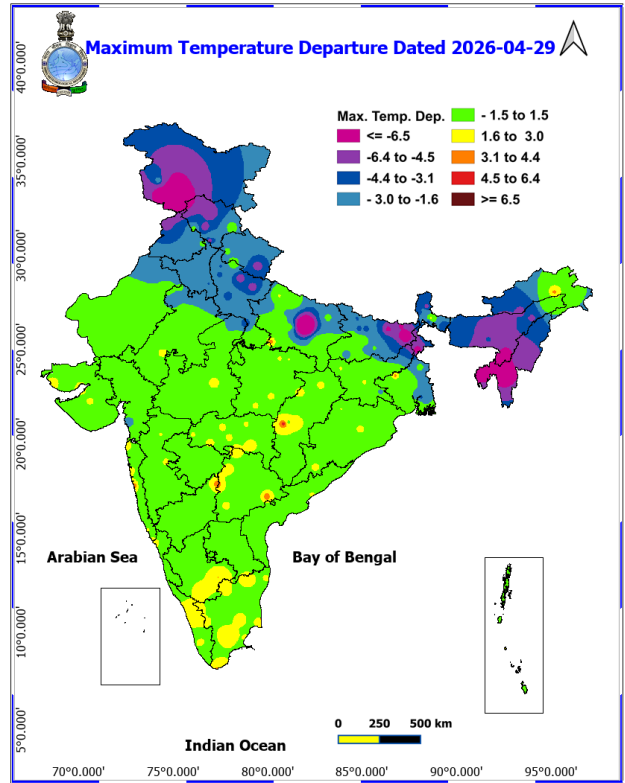 Maximum Temperature Departure Dated 2026-04-29
40°0.000'
35°0.000'
30°0.000'
25°0.000'
20°0.000'
15°0.000'
10°0.000'
5°0.000'
Max. Temp. Dep.
<= -6.5
-6.4 to -4.5
-4.4 to -3.1
- 3.0 to -1.6
- 1.5 to 1.5
1.6 to 3.0
3.1 to 4.4
4.5 to 6.4
>= 6.5
Arabian Sea
Bay of Bengal
Indian Ocean
0 250 500 km
70°0.000' 75°0.000' 80°0.000' 85°0.000' 90°0.000' 95°0.000'